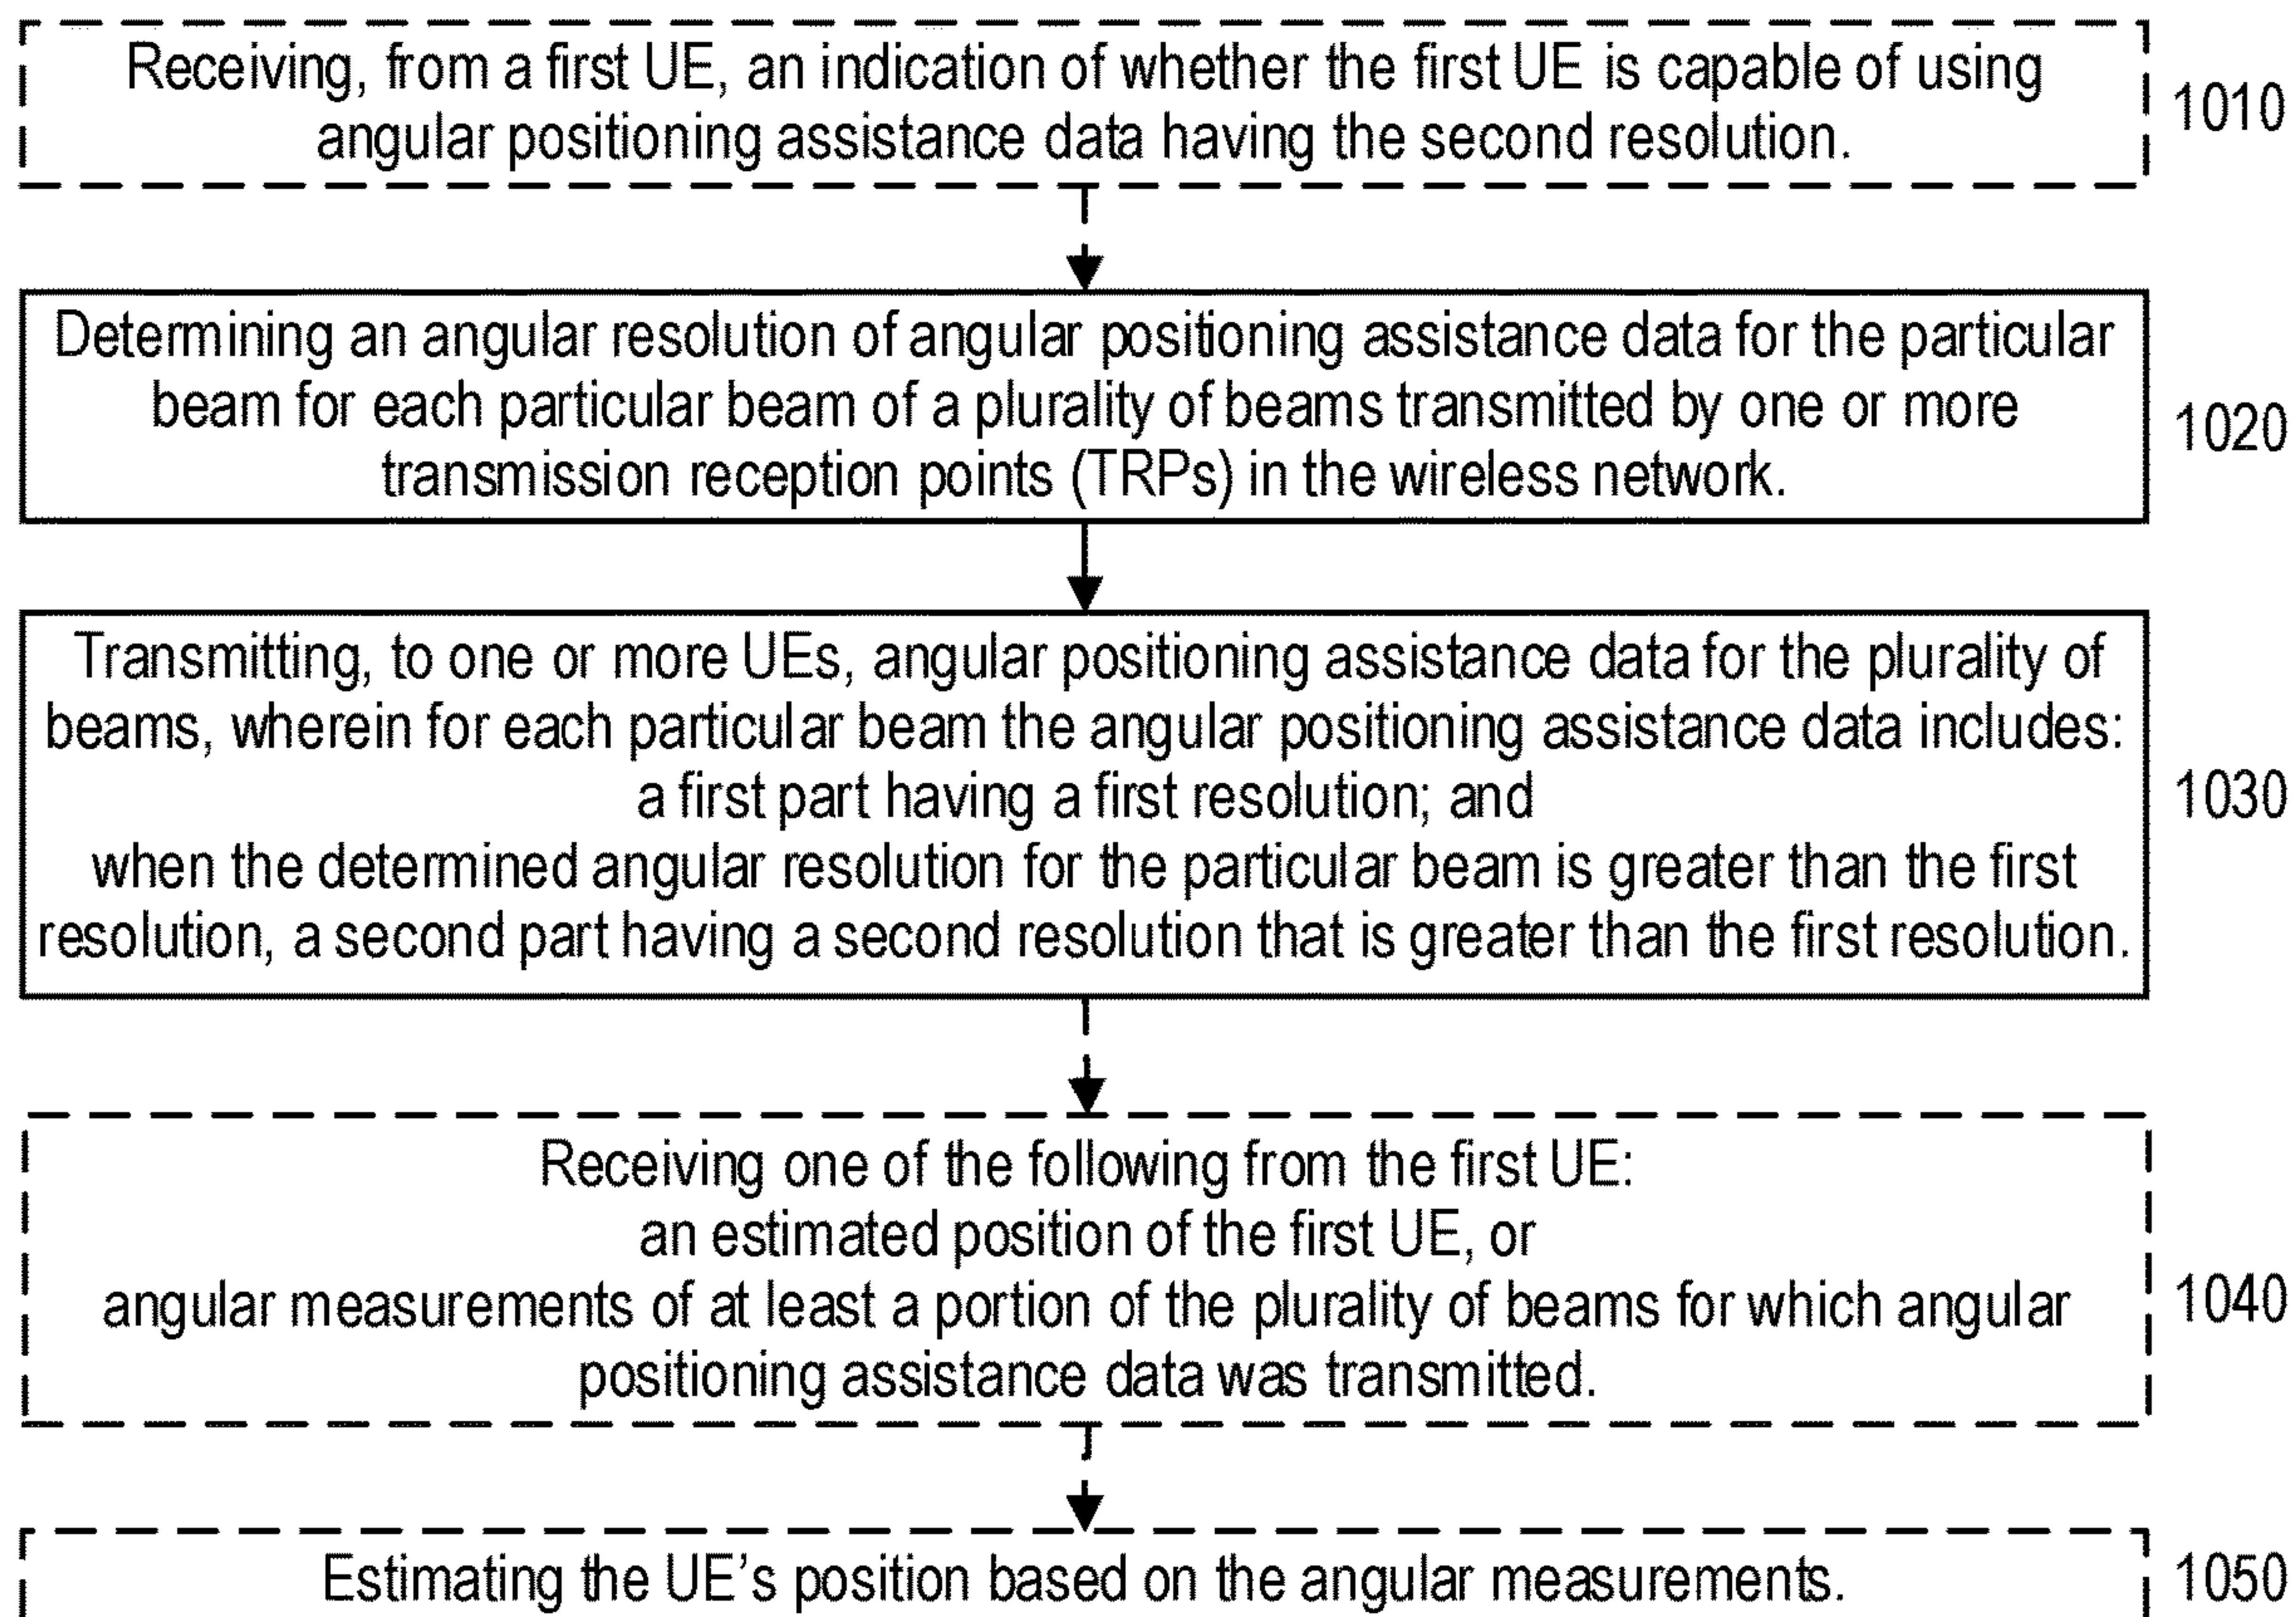 Receiving, from a first UE, an indication of whether the first UE is capable of using
angular positioning assistance data having the second resolution.
1010
Determining an angular resolution of angular positioning assistance data for the particular
beam for each particular beam of a plurality of beams transmitted by one or more
transmission reception points (TRPs) in the wireless network.
1020
Transmitting, to one or more UEs, angular positioning assistance data for the plurality of
beams, wherein for each particular beam the angular positioning assistance data includes:
a first part having a first resolution; and
when the determined angular resolution for the particular beam is greater than the first
resolution, a second part having a second resolution that is greater than the first resolution.
1030
Receiving one of the following from the first UE:
an estimated position of the first UE, or
angular measurements of at least a portion of the plurality of beams for which angular
positioning assistance data was transmitted.
1040
Estimating the UE's position based on the angular measurements.
1050